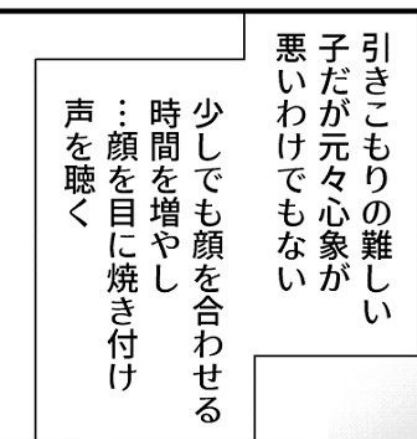 引きこもりの難しい
子だが元々心象が
悪いわけでもない
少しでも顔を合わせる
時間を増やし
…顔を目に焼き付け
声を聴く